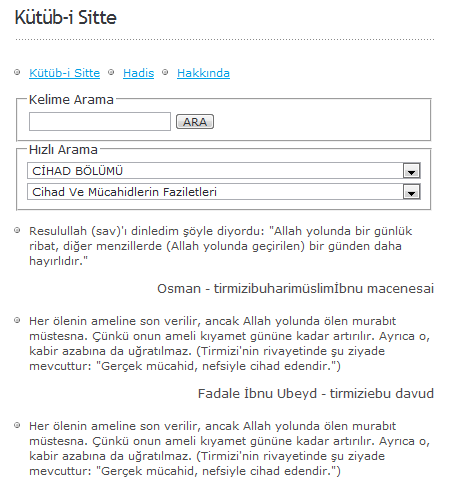 Kütüb-i Sitte
Kütüb-i Sitte Hadis Hakkında
Kelime Arama
ARA
Hızlı Arama
CİHAD BÖLÜMÜ
Cihad Ve Mücahidlerin Faziletleri
Resulullah (sav)'ı dinledim şöyle diyordu: "Allah yolunda bir günlük
ribat, diğer menzillerde (Allah yolunda geçirilen) bir günden daha
hayırlıdır."
Osman - tirmizibuharimüslimİbnu macenesai
Her ölenin ameline son verilir, ancak Allah yolunda ölen murabıt
müstesna. Çünkü onun ameli kıyamet gününe kadar artırılır. Ayrıca o,
kabir azabına da uğratılmaz. (Tirmizi'nin rivayetinde şu ziyade
mevcuttur: "Gerçek mücahid, nefsiyle cihad edendir.")
Fadale İbnu Ubeyd - tirmiziebu davud
Her ölenin ameline son verilir, ancak Allah yolunda ölen murabıt
müstesna. Çünkü onun ameli kıyamet gününe kadar artırılır. Ayrıca o,
kabir azabına da uğratılmaz. (Tirmizi'nin rivayetinde şu ziyade
mevcuttur: "Gerçek mücahid, nefsiyle cihad edendir.")